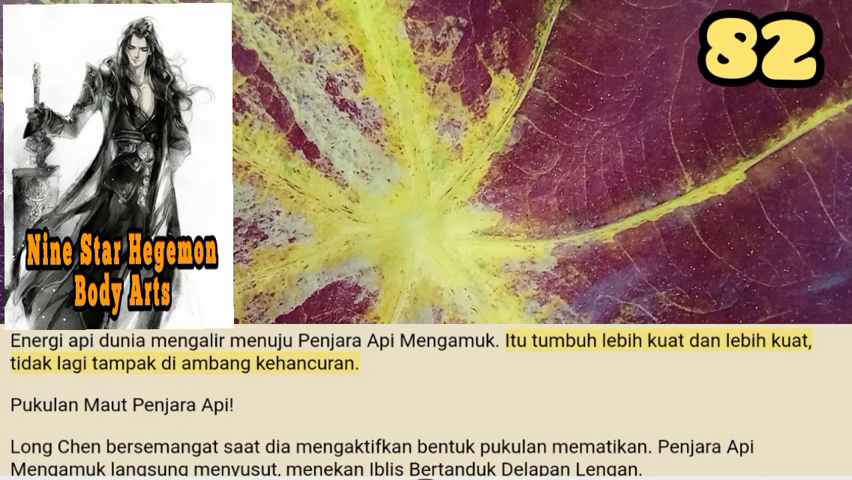 82
Nine Star Hegemon
Body Arts
Energi api dunia mengalir menuju Penjara Api Mengamuk. Itu tumbuh lebih kuat dan lebih kuat,
tidak lagi tampak di ambang kehancuran.
Pukulan Maut Penjara Api!
Long Chen bersemangat saat dia mengaktifkan bentuk pukulan mematikan. Penjara Api
Mengamuk langsung menyusut, menekan Iblis Bertanduk Delapan Lengan.